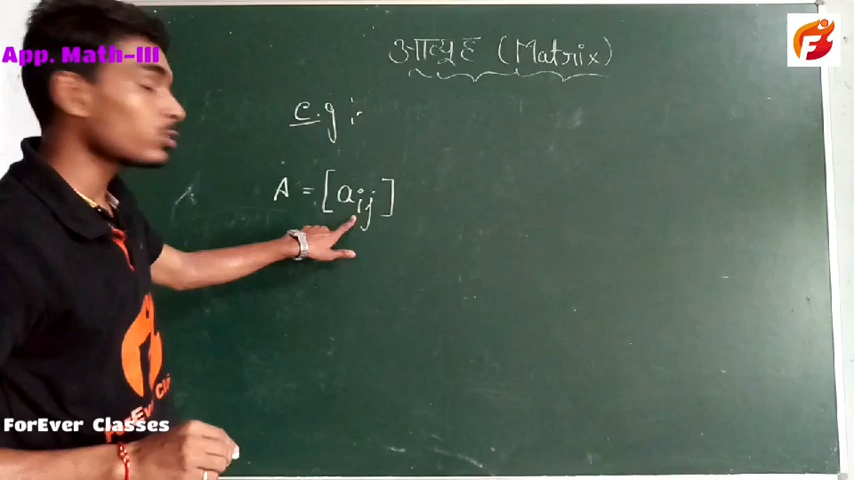 आव्यूह (Matrix)
App. Math-III
e.g :-
A = [aij]
ForEver Classes